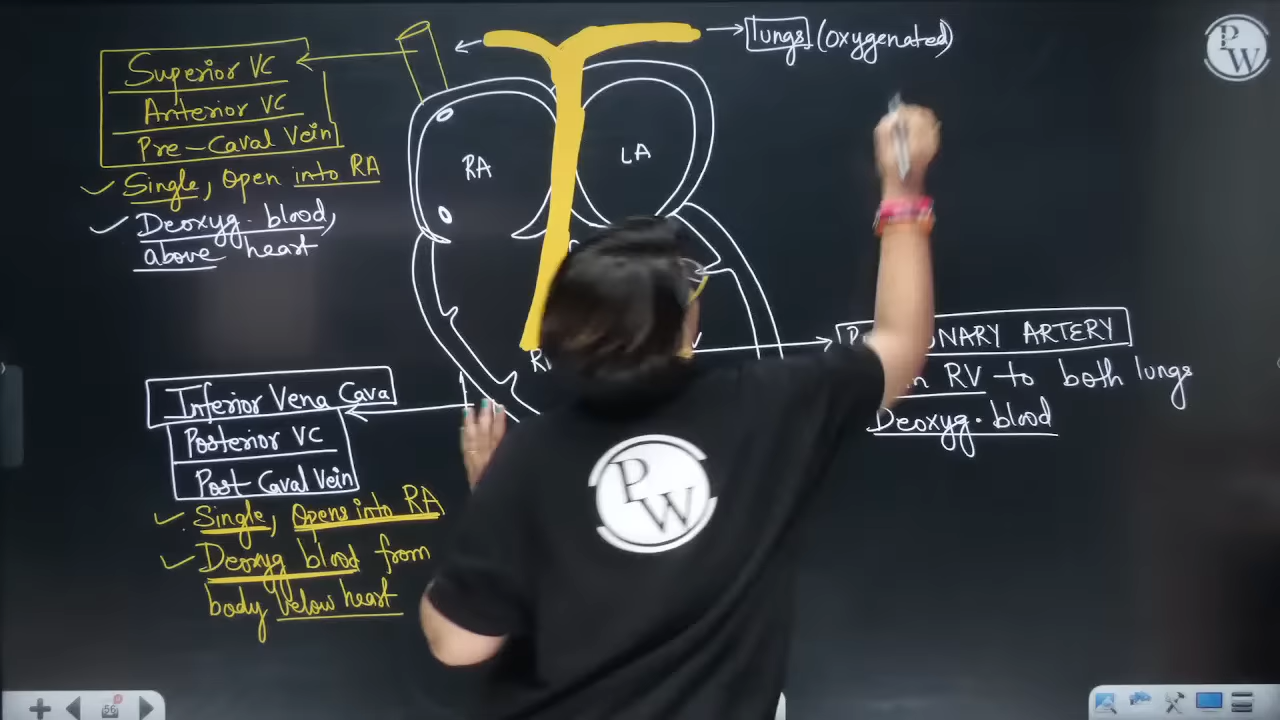 Superior VC
Anterior VC
Pre-Caval Vein
✓ Single, Open into RA
✓ Deoxyg. blood,
above heart
lungs (oxygenated)
RA
LA
PW
Inferior Vena Cava
Posterior VC
Post Caval Vein
✓ Single, Opens into RA
✓ Deoxyg blood from
body below heart
ARTERY
RV to both lungs
Deoxyg. blood
PW
56